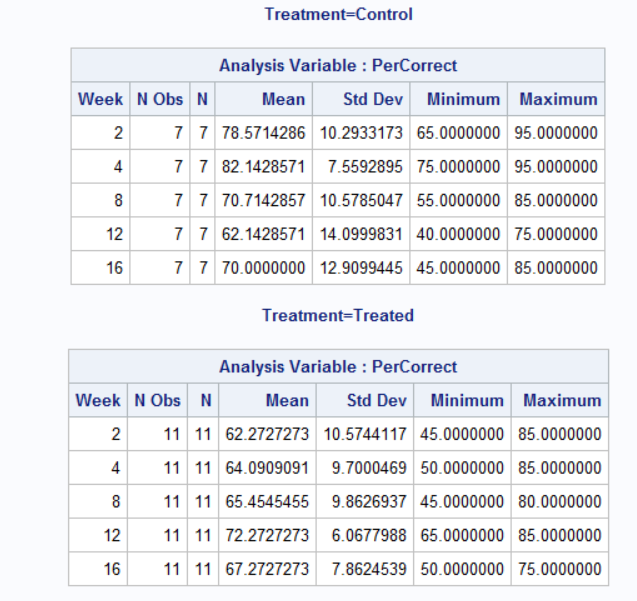 Treatment=Control
Analysis Variable : PerCorrect
Week N Obs N Mean Std Dev Minimum Maximum
2 7 7 78.5714286 10.2933173 65.0000000 95.0000000
4 7 7 82.1428571 7.5592895 75.0000000 95.0000000
8 7 7 70.7142857 10.5785047 55.0000000 85.0000000
12 7 7 62.1428571 14.0999831 40.0000000 75.0000000
16 7 7 70.0000000 12.9099445 45.0000000 85.0000000
Treatment=Treated
Analysis Variable : PerCorrect
Week N Obs N Mean Std Dev Minimum Maximum
2 11 11 62.2727273 10.5744117 45.0000000 85.0000000
4 11 11 64.0909091 9.7000469 50.0000000 85.0000000
8 11 11 65.4545455 9.8626937 45.0000000 80.0000000
12 11 11 72.2727273 6.0677988 65.0000000 85.0000000
16 11 11 67.2727273 7.8624539 50.0000000 75.0000000